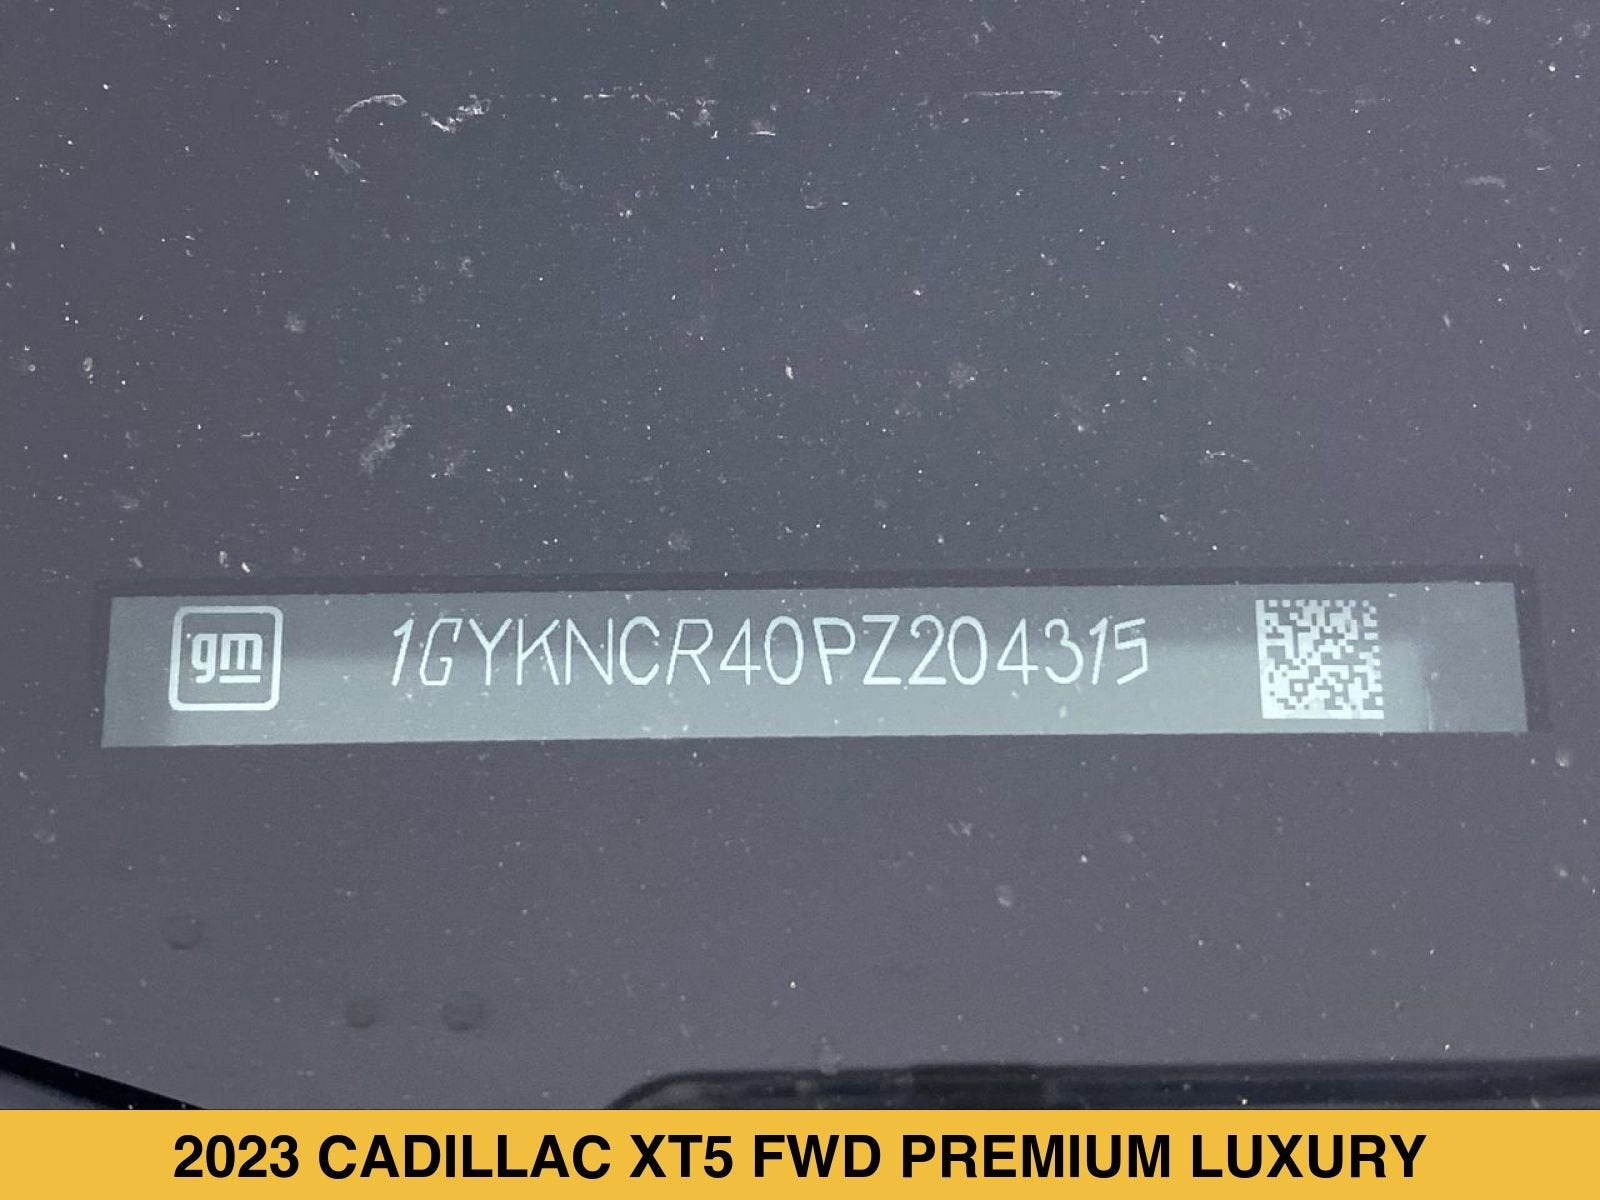 gm 1GYKNCR40PZ204315
2023 CADILLAC XT5 FWD PREMIUM LUXURY